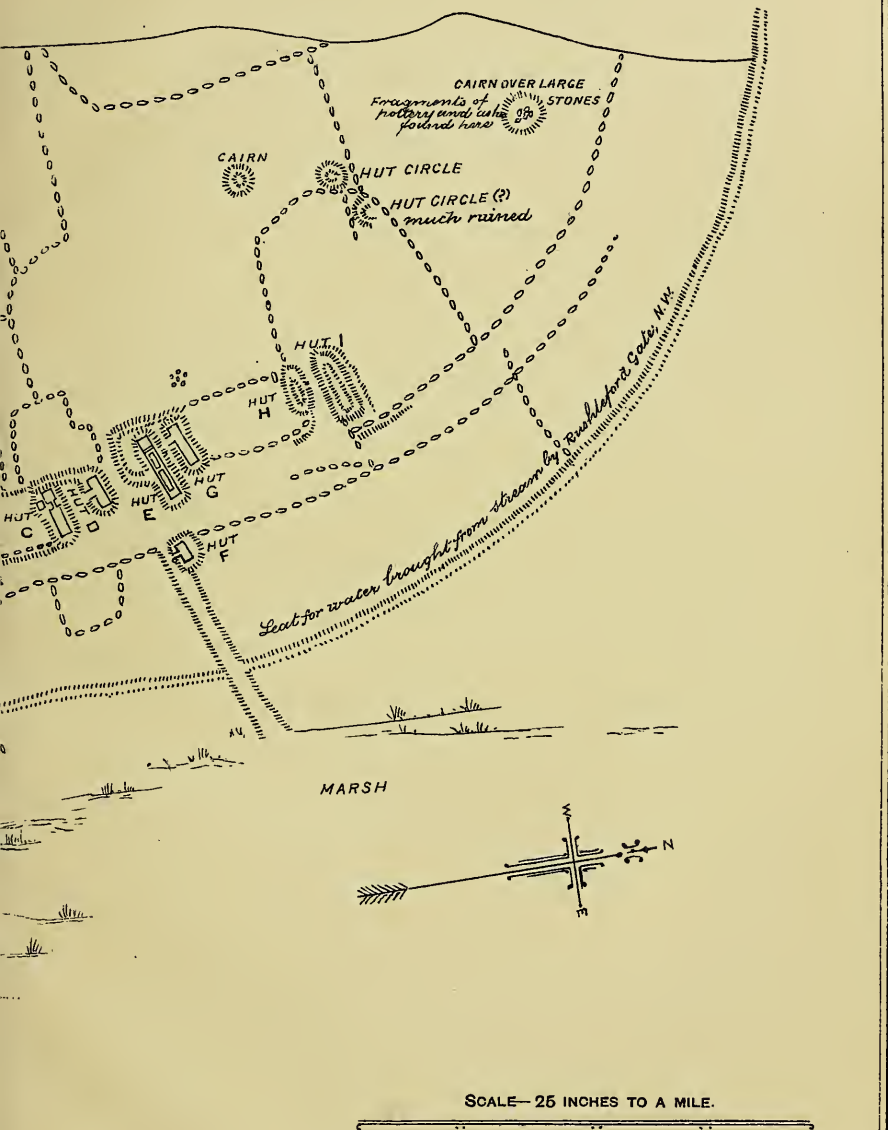 CAIRN OVER LARGE
STONES
Fragments of
pottery and ashes
found here
CAIRN
HUT CIRCLE
HUT CIRCLE (?)
much ruined
HUT I
HUT
H
HUT
G
HUT
E
HUT
D
HUT
C
HUT
F
Leat for water brought from stream by Rushleford Gate, N.W.
MARSH
W
N
E
SCALE—25 INCHES TO A MILE.